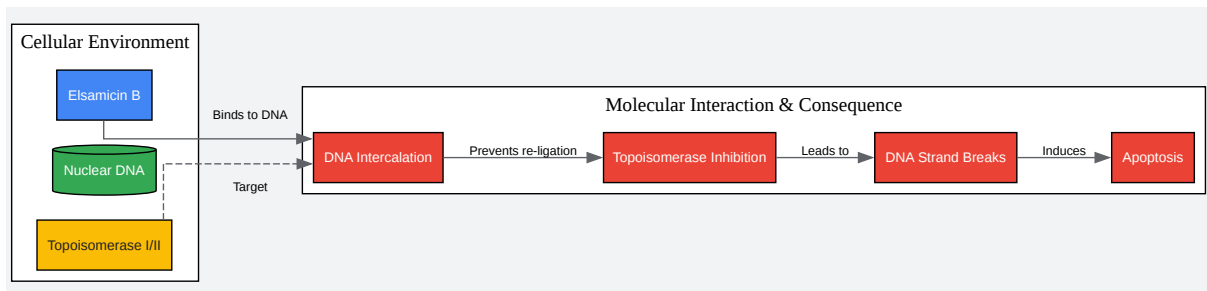 Cellular Environment
Elsamicin B
Nuclear DNA
Topoisomerase I/II
Binds to DNA
Target
Molecular Interaction & Consequence
DNA Intercalation
Prevents re-ligation
Topoisomerase Inhibition
Leads to
DNA Strand Breaks
Induces
Apoptosis